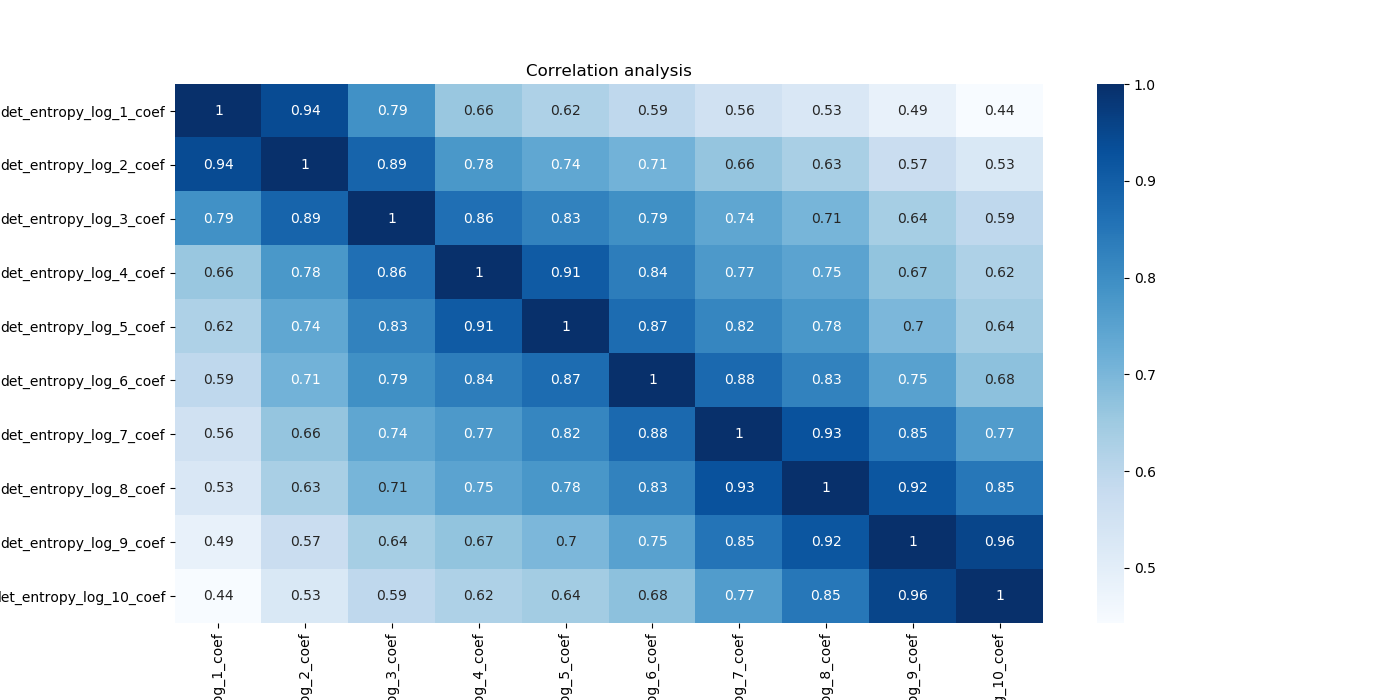 Correlation analysis
det_entropy_log_1_coef 1 0.94 0.79 0.66 0.62 0.59 0.56 0.53 0.49 0.44
det_entropy_log_2_coef 0.94 1 0.89 0.78 0.74 0.71 0.66 0.63 0.57 0.53
det_entropy_log_3_coef 0.79 0.89 1 0.86 0.83 0.79 0.74 0.71 0.64 0.59
det_entropy_log_4_coef 0.66 0.78 0.86 1 0.91 0.84 0.77 0.75 0.67 0.62
det_entropy_log_5_coef 0.62 0.74 0.83 0.91 1 0.87 0.82 0.78 0.7 0.64
det_entropy_log_6_coef 0.59 0.71 0.79 0.84 0.87 1 0.88 0.83 0.75 0.68
det_entropy_log_7_coef 0.56 0.66 0.74 0.77 0.82 0.88 1 0.93 0.85 0.77
det_entropy_log_8_coef 0.53 0.63 0.71 0.75 0.78 0.83 0.93 1 0.92 0.85
det_entropy_log_9_coef 0.49 0.57 0.64 0.67 0.7 0.75 0.85 0.92 1 0.96
det_entropy_log_10_coef 0.44 0.53 0.59 0.62 0.64 0.68 0.77 0.85 0.96 1
og_1_coef
og_2_coef
og_3_coef
og_4_coef
og_5_coef
og_6_coef
og_7_coef
og_8_coef
og_9_coef
g_10_coef
1.0
0.9
0.8
0.7
0.6
0.5